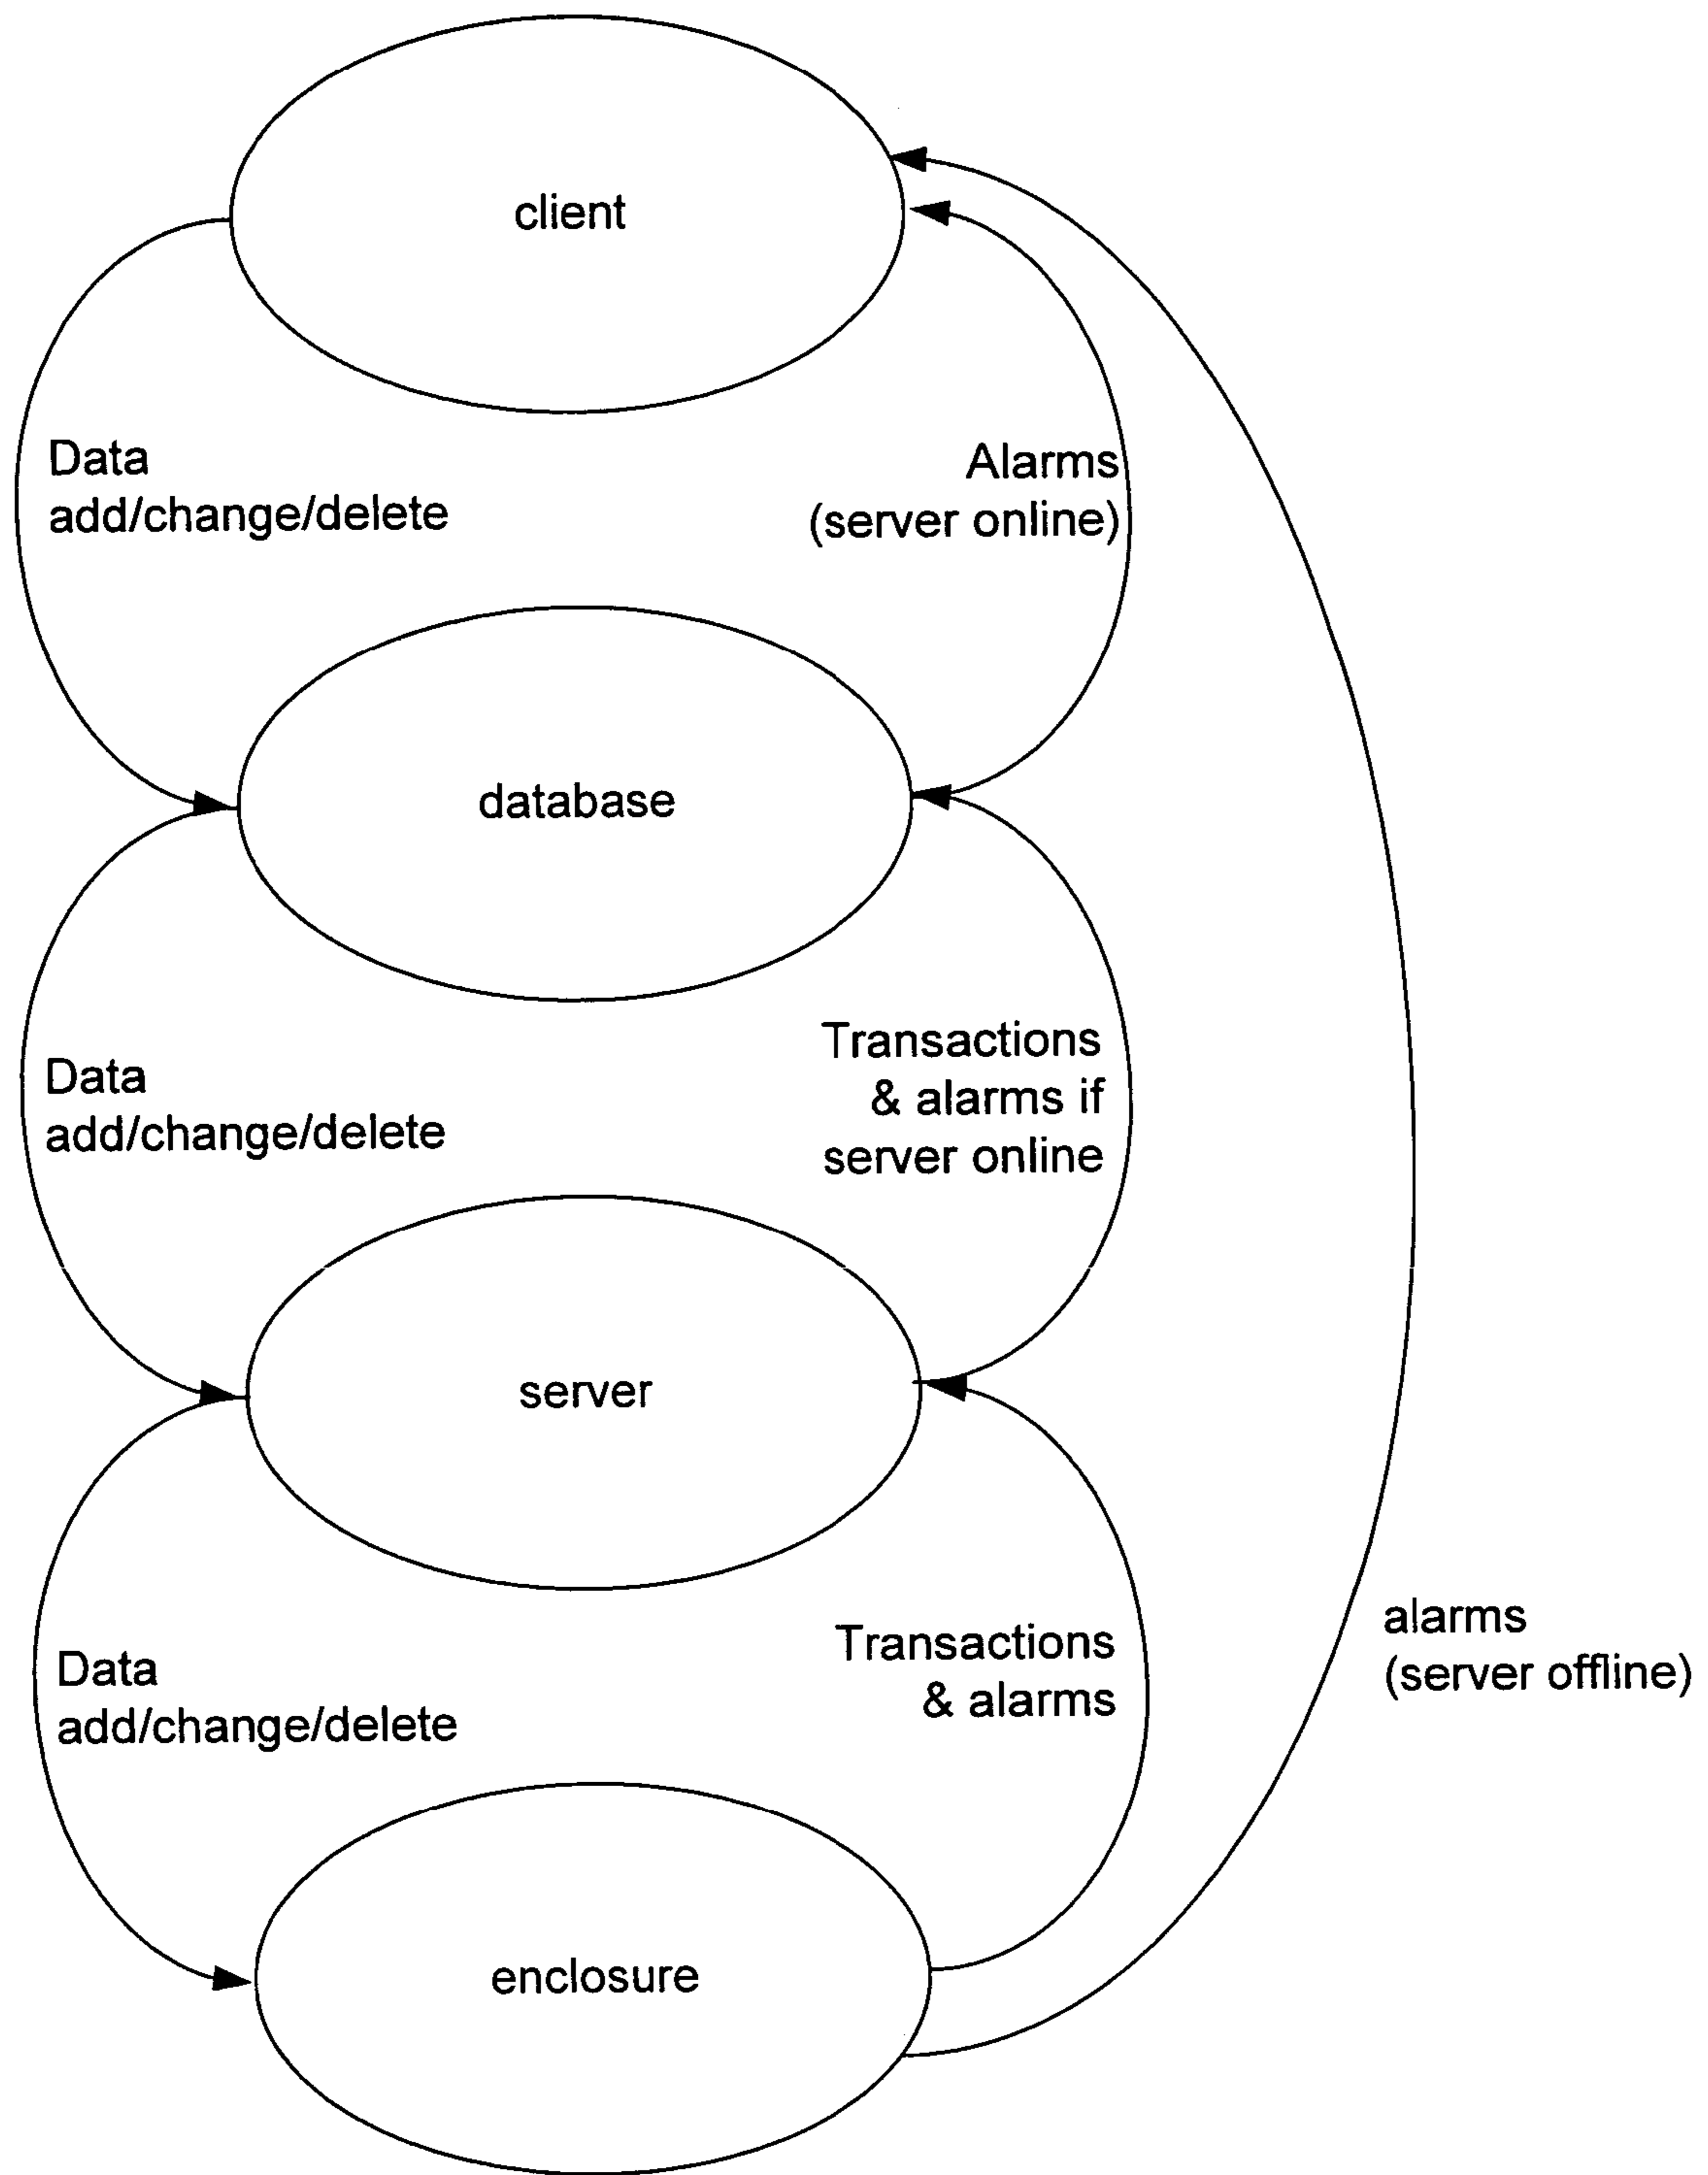 client
Data
add/change/delete
Alarms
(server online)
database
Data
add/change/delete
Transactions
& alarms if
server online
server
Data
add/change/delete
Transactions
& alarms
alarms
(server offline)
enclosure